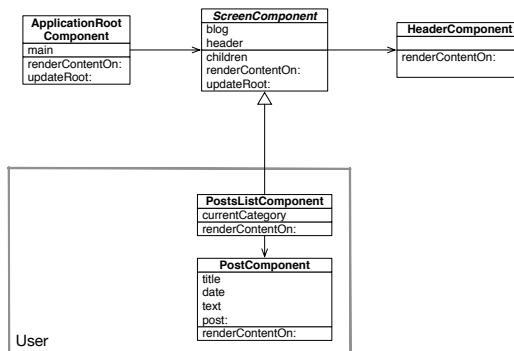 ApplicationRoot
Component
main
renderContentOn:
updateRoot:
ScreenComponent
blog
header
children
renderContentOn:
updateRoot:
HeaderComponent
renderContentOn:
PostsListComponent
currentCategory
renderContentOn:
PostComponent
title
date
text
post:
renderContentOn:
User